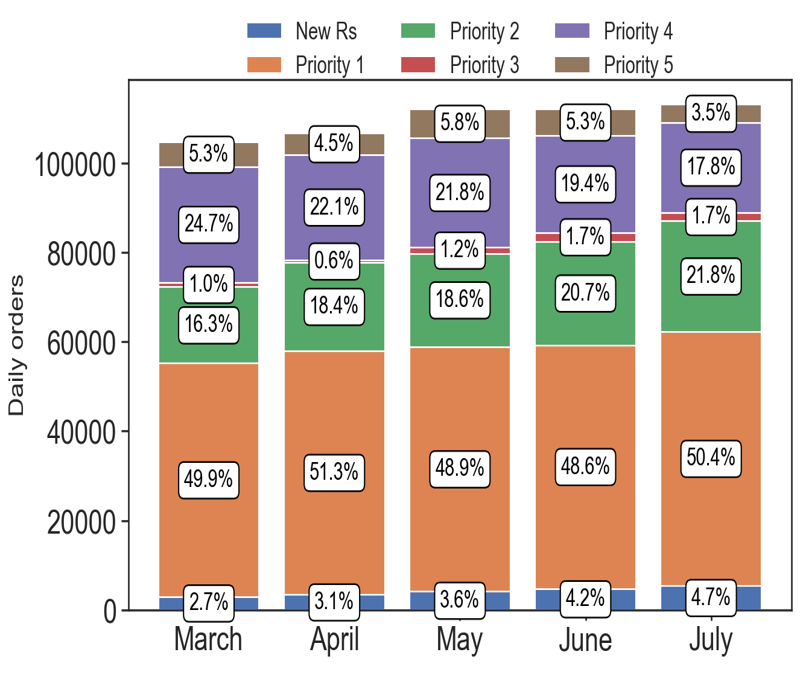 New Rs Priority 2 Priority 4
Priority 1 Priority 3 Priority 5
Daily orders
100000
80000
60000
40000
20000
0
5.3% 4.5% 5.8% 5.3% 3.5%
24.7% 22.1% 21.8% 19.4% 17.8%
1.0% 0.6% 1.2% 1.7% 1.7%
16.3% 18.4% 18.6% 20.7% 21.8%
49.9% 51.3% 48.9% 48.6% 50.4%
2.7% 3.1% 3.6% 4.2% 4.7%
March April May June July